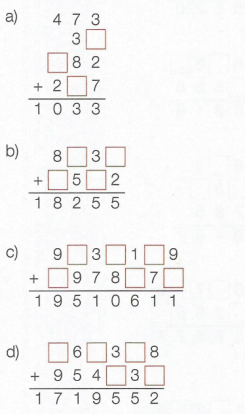 a) 4 7 3
3 □
□ 8 2
+ 2 □ 7
1 0 3 3
b) 8 □ 3 □
+ □ 5 □ 2
1 8 2 5 5
c) 9 □ 3 □ 1 □ 9
+ □ 9 7 8 □ 7 □
1 9 5 1 0 6 1 1
d) □ 6 □ 3 □ 8
+ 9 5 4 □ 3 □
1 7 1 9 5 5 2